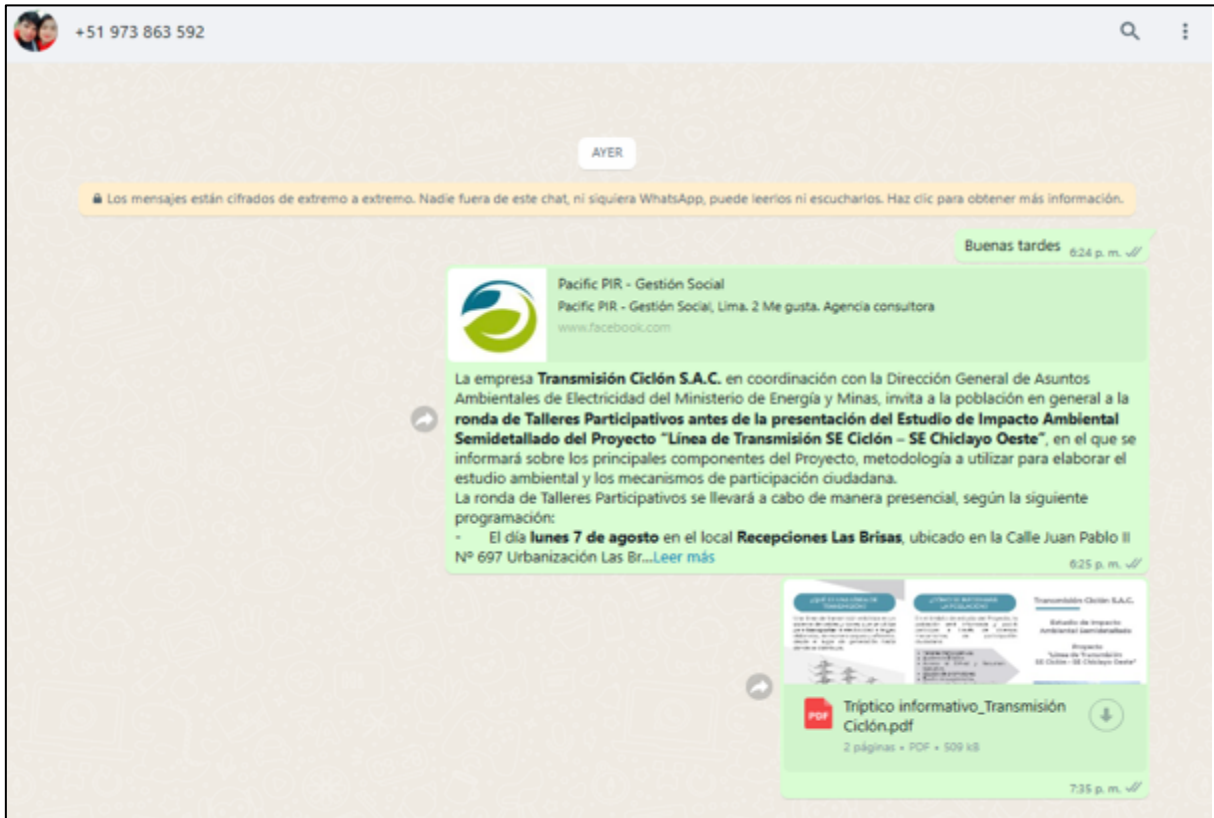 +51 973 863 592
AYER
Los mensajes están cifrados de extremo a extremo. Nadie fuera de este chat, ni siquiera WhatsApp, puede leerlos ni escucharlos. Haz clic para obtener más información.
Buenas tardes 6:24 p. m.
Pacific PIR - Gestión Social
Pacific PIR - Gestión Social, Lima. 2 Me gusta. Agencia consultora
www.facebook.com
La empresa Transmisión Ciclón S.A.C. en coordinación con la Dirección General de Asuntos
Ambientales de Electricidad del Ministerio de Energía y Minas, invita a la población en general a la
ronda de Talleres Participativos antes de la presentación del Estudio de Impacto Ambiental
Semidetallado del Proyecto "Línea de Transmisión SE Ciclón – SE Chiclayo Oeste", en el que se
informará sobre los principales componentes del Proyecto, metodología a utilizar para elaborar el
estudio ambiental y los mecanismos de participación ciudadana.
La ronda de Talleres Participativos se llevará a cabo de manera presencial, según la siguiente
programación:
- El día lunes 7 de agosto en el local Recepciones Las Brisas, ubicado en la Calle Juan Pablo II
Nº 697 Urbanización Las Br...Leer más
6:25 p. m.
Transmisión Ciclón S.A.C.
Estudio de Impacto
Ambiental Semidetallado
Proyecto
"Línea de Transmisión
SE Ciclón - SE Chiclayo Oeste"
PDF
Tríptico informativo_Transmisión
Ciclón.pdf
2 páginas • PDF • 509 kB
7:35 p. m.